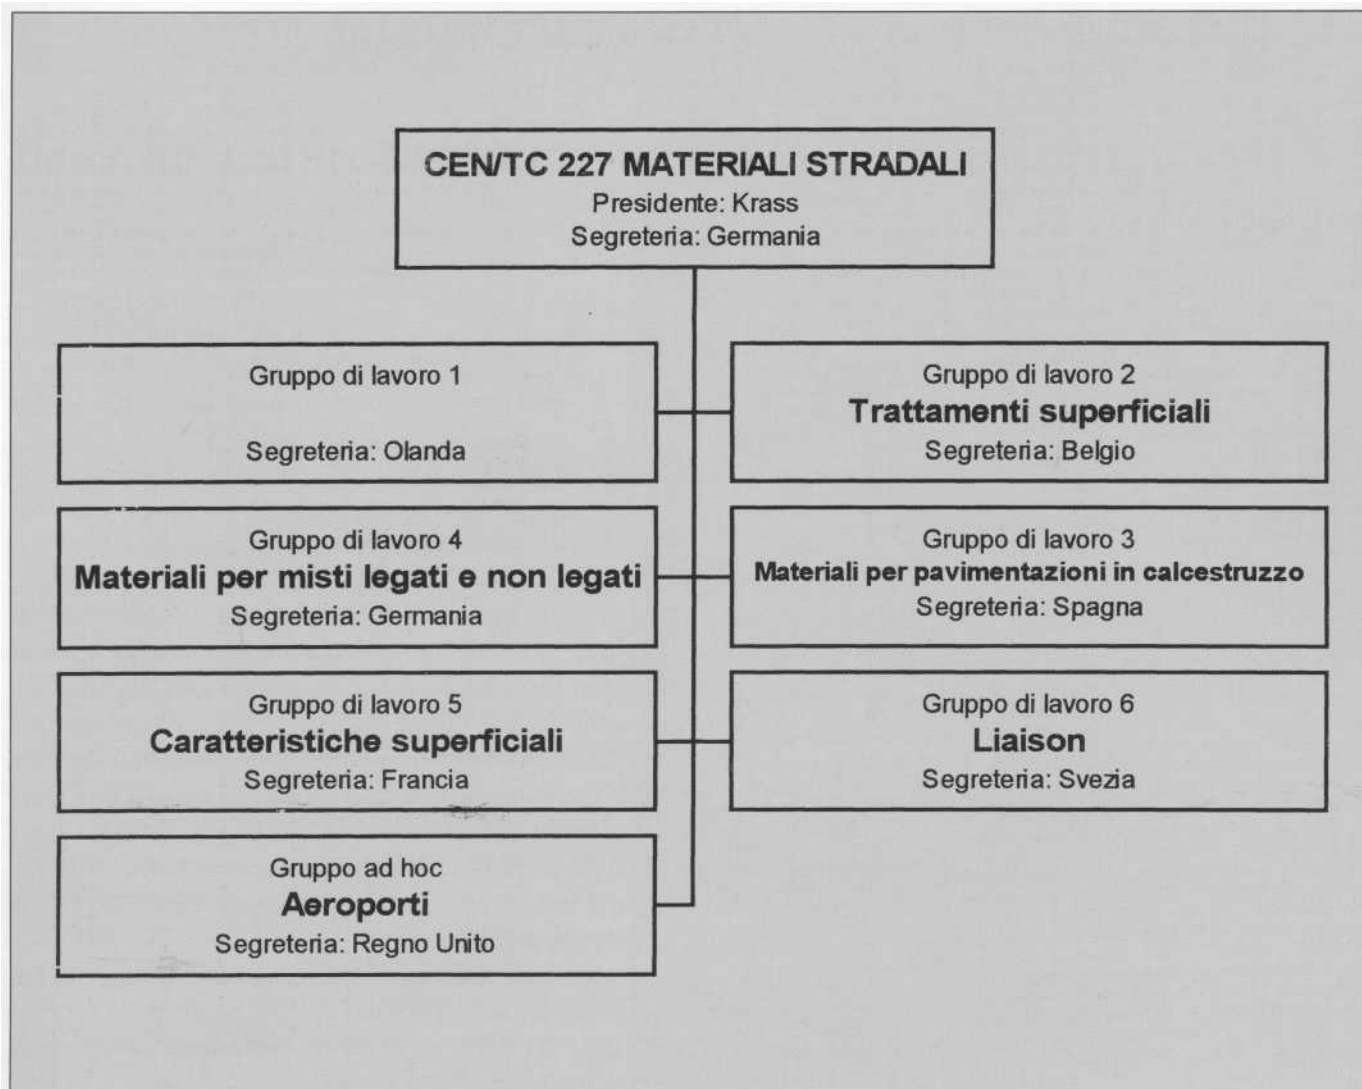 CEN/TC 227 MATERIALI STRADALI
Presidente: Krass
Segreteria: Germania
Gruppo di lavoro 1
Segreteria: Olanda
Gruppo di lavoro 2
Trattamenti superficiali
Segreteria: Belgio
Gruppo di lavoro 4
Materiali per misti legati e non legati
Segreteria: Germania
Gruppo di lavoro 3
Materiali per pavimentazioni in calcestruzzo
Segreteria: Spagna
Gruppo di lavoro 5
Caratteristiche superficiali
Segreteria: Francia
Gruppo di lavoro 6
Liaison
Segreteria: Svezia
Gruppo ad hoc
Aeroporti
Segreteria: Regno Unito